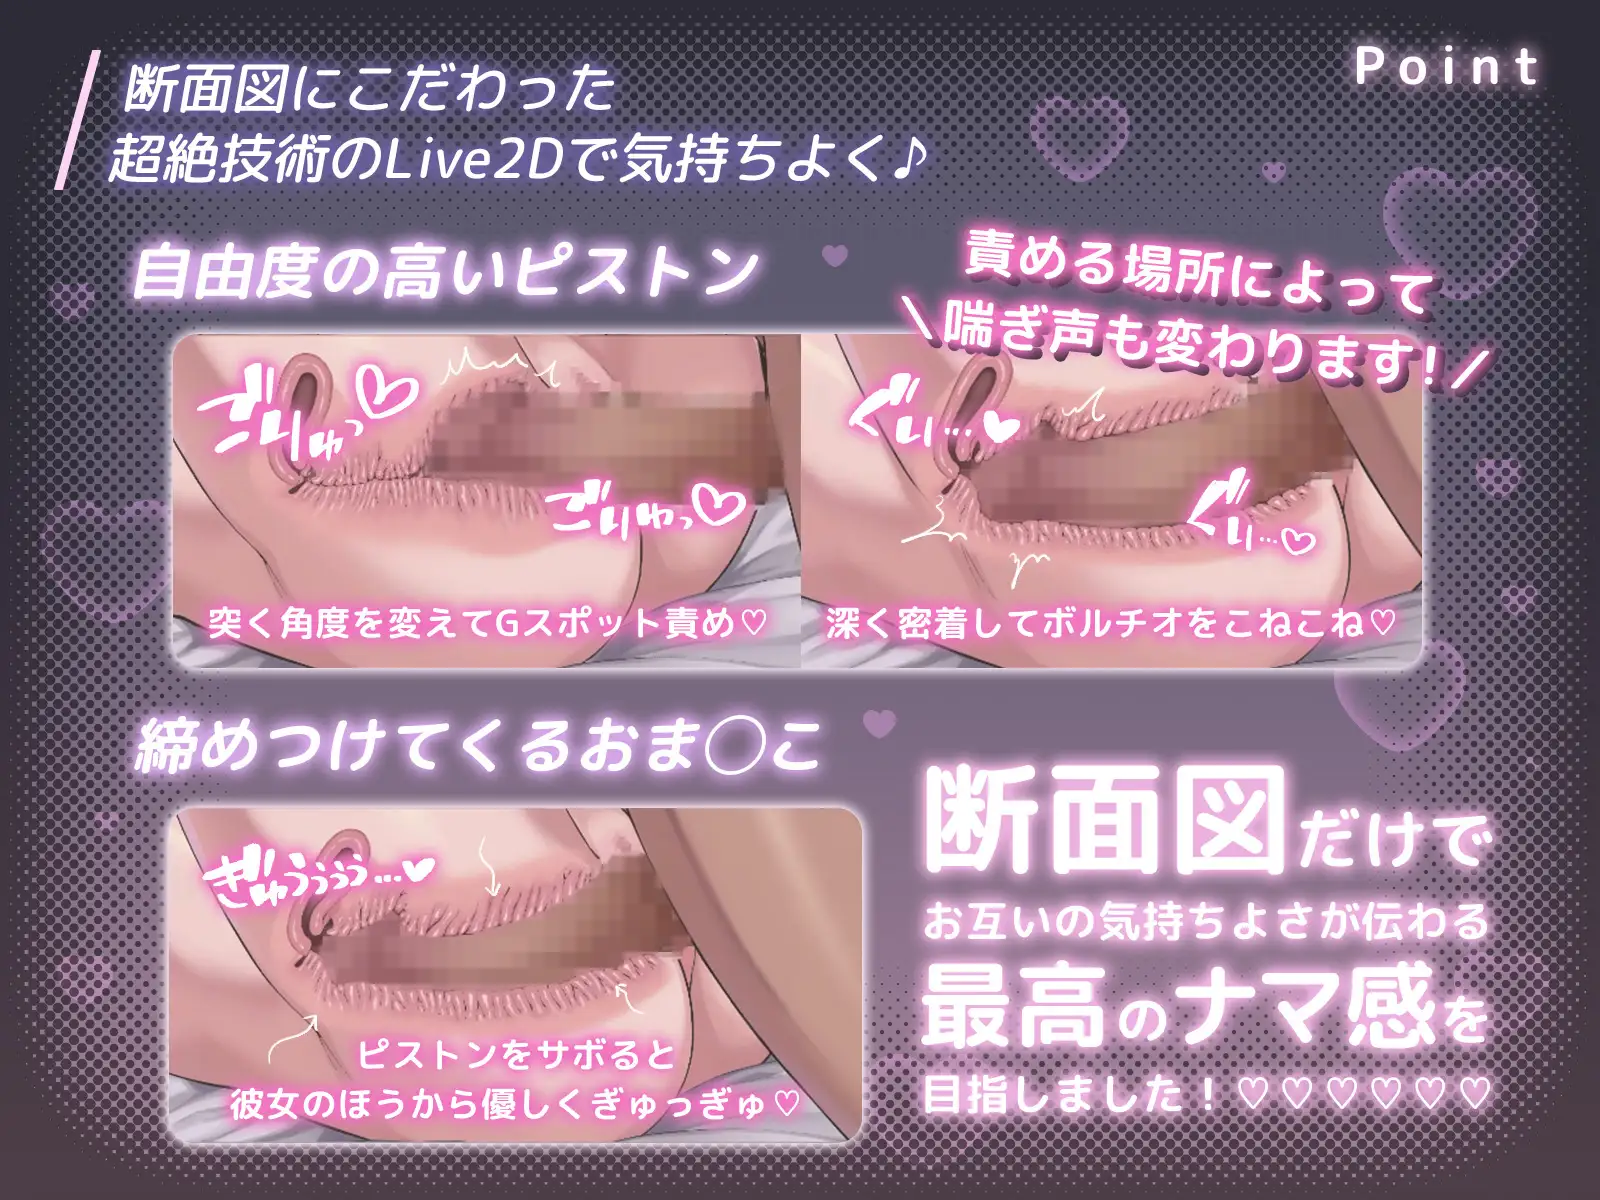 断面図にこだわった
超絶技術のLive2Dで気持ちよく♪
Point
自由度の高いピストン
責める場所によって
\喘ぎ声も変わります!/
ごりゅっ♡
ごりゅっ♡
突く角度を変えてGスポット責め♡
ぐり…♥
ぐり…♡
深く密着してボルチオをこねこね♡
締めつけてくるおま◯こ
ぎゅうぅぅぅ…♥
ピストンをサボると
彼女のほうから優しくぎゅっぎゅ♡
断面図だけで
お互いの気持ちよさが伝わる
最高のナマ感を
目指しました！♡♡♡♡♡♡